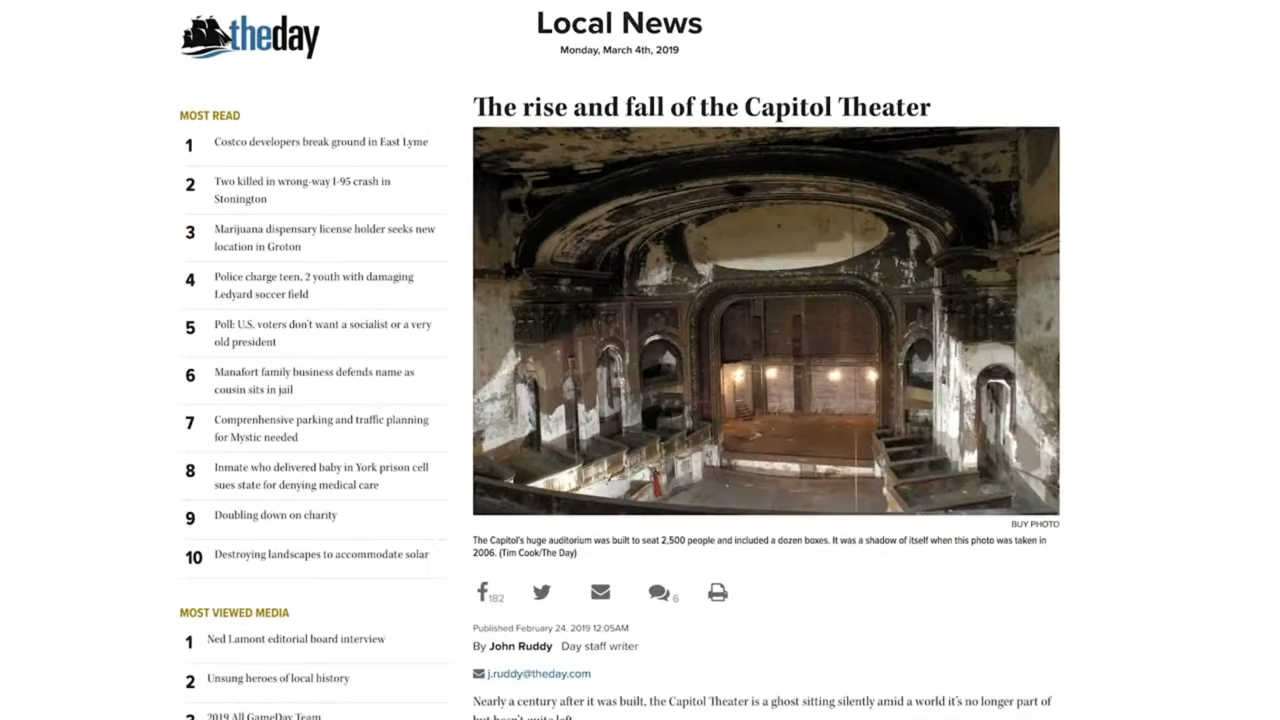 theday
Local News
Monday, March 4th, 2019
MOST READ
1 Costco developers break ground in East Lyme
2 Two killed in wrong-way I-95 crash in
Stonington
3 Marijuana dispensary license holder seeks new
location in Groton
4 Police charge teen, 2 youth with damaging
Ledyard soccer field
5 Poll: U.S. voters don't want a socialist or a very
old president
6 Manafort family business defends name as
cousin sits in jail
7 Comprenhensive parking and traffic planning
for Mystic needed
8 Inmate who delivered baby in York prison cell
sues state for denying medical care
9 Doubling down on charity
10 Destroying landscapes to accommodate solar
MOST VIEWED MEDIA
1 Ned Lamont editorial board interview
2 Unsung heroes of local history
3 2019 All GameDay Team
The rise and fall of the Capitol Theater
BUY PHOTO
The Capitol's huge auditorium was built to seat 2,500 people and included a dozen boxes. It was a shadow of itself when this photo was taken in
2006. (Tim Cook/The Day)
182
6
Published February 24. 2019 12:05AM
By John Ruddy Day staff writer
j.ruddy@theday.com
Nearly a century after it was built, the Capitol Theater is a ghost sitting silently amid a world it's no longer part of
but hasn't quite left.